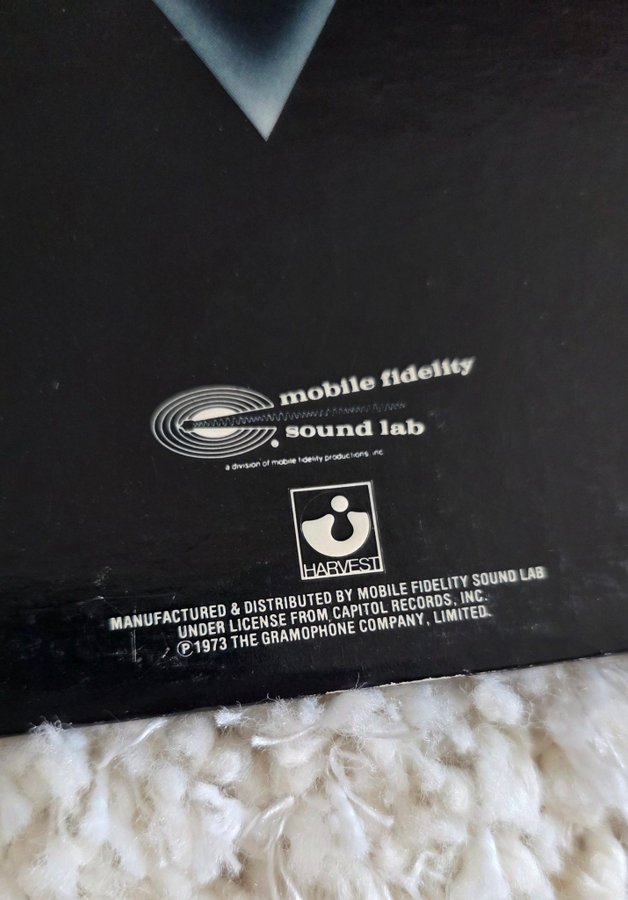 mobile fidelity
sound lab
a division of mobile fidelity productions, inc.
HARVEST
MANUFACTURED & DISTRIBUTED BY MOBILE FIDELITY SOUND LAB
UNDER LICENSE FROM CAPITOL RECORDS, INC.
Ⓟ1973 THE GRAMOPHONE COMPANY, LIMITED.